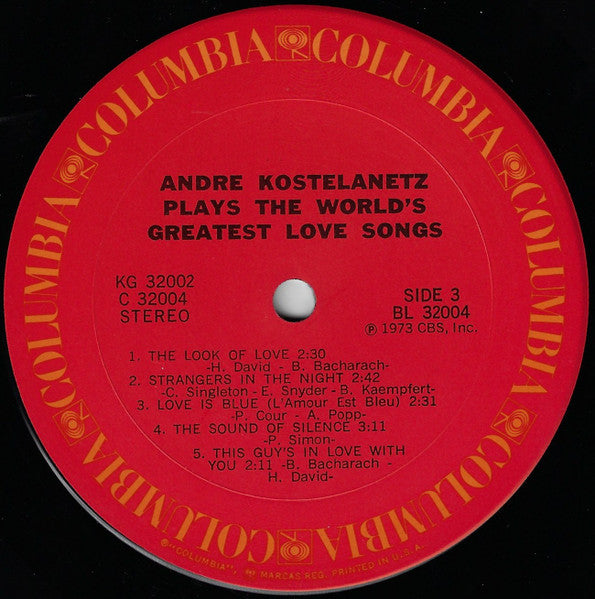 COLUMBIA COLUMBIA COLUMBIA COLUMBIA COLUMBIA COLUMBIA
ANDRE KOSTELANETZ
PLAYS THE WORLD'S
GREATEST LOVE SONGS
KG 32002
C 32004
STEREO
SIDE 3
BL 32004
Ⓟ 1973 CBS, Inc.
1. THE LOOK OF LOVE 2:30
-H. David - B. Bacharach-
2. STRANGERS IN THE NIGHT 2:42
-C. Singleton - E. Snyder - B. Kaempfert-
3. LOVE IS BLUE (L'Amour Est Bleu) 2:31
-P. Cour - A. Popp-
4. THE SOUND OF SILENCE 3:11
-P. Simon-
5. THIS GUY'S IN LOVE WITH
YOU 2:11 -B. Bacharach -
H. David-
®"COLUMBIA", MARCAS REG. PRINTED IN U.S.A.